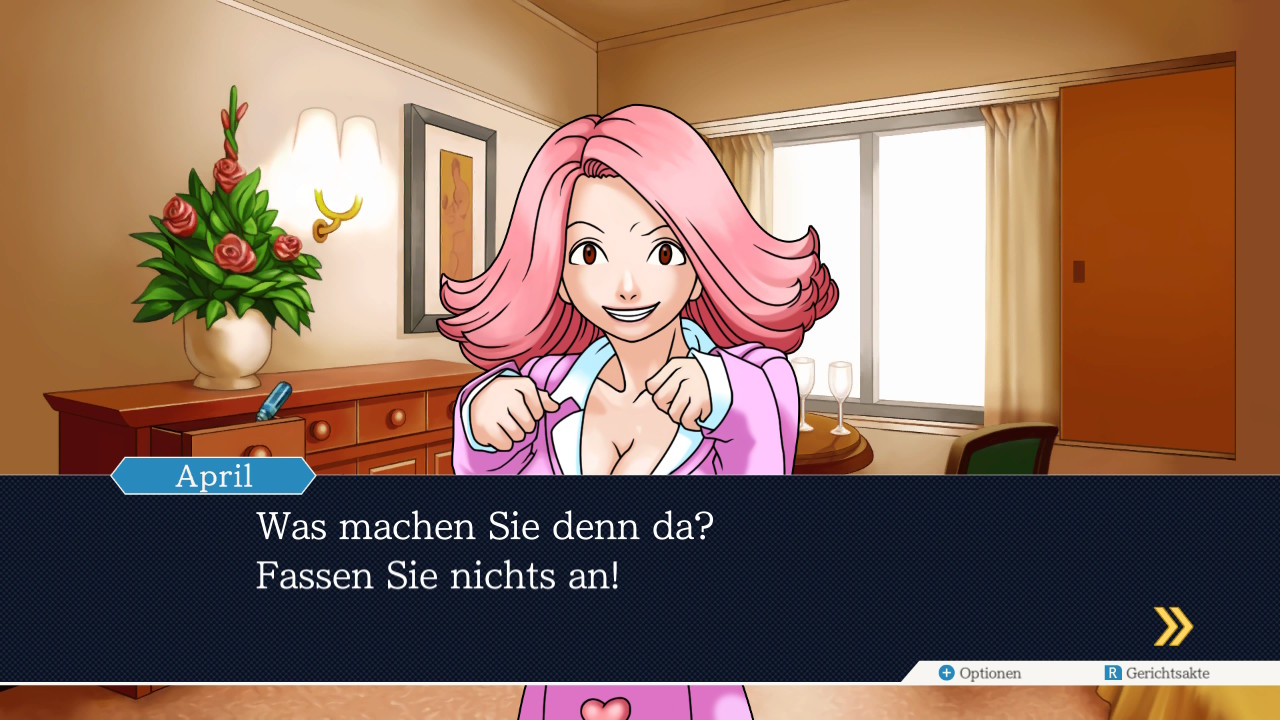 April
Was machen Sie denn da?
Fassen Sie nichts an!
+ Optionen
R Gerichtsakte